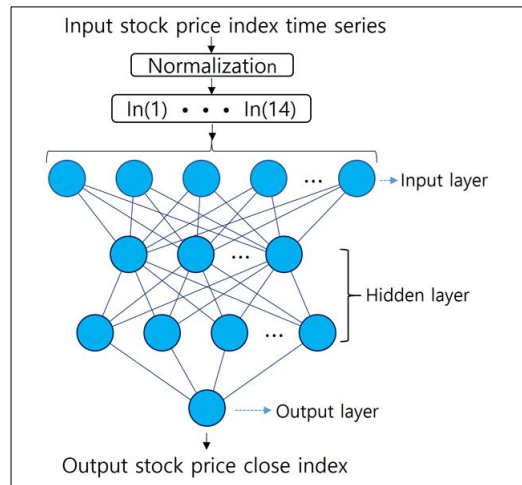 Input stock price index time series
Normalization
In(1) • • • In(14)
...
Input layer
...
Hidden layer
...
Output layer
Output stock price close index